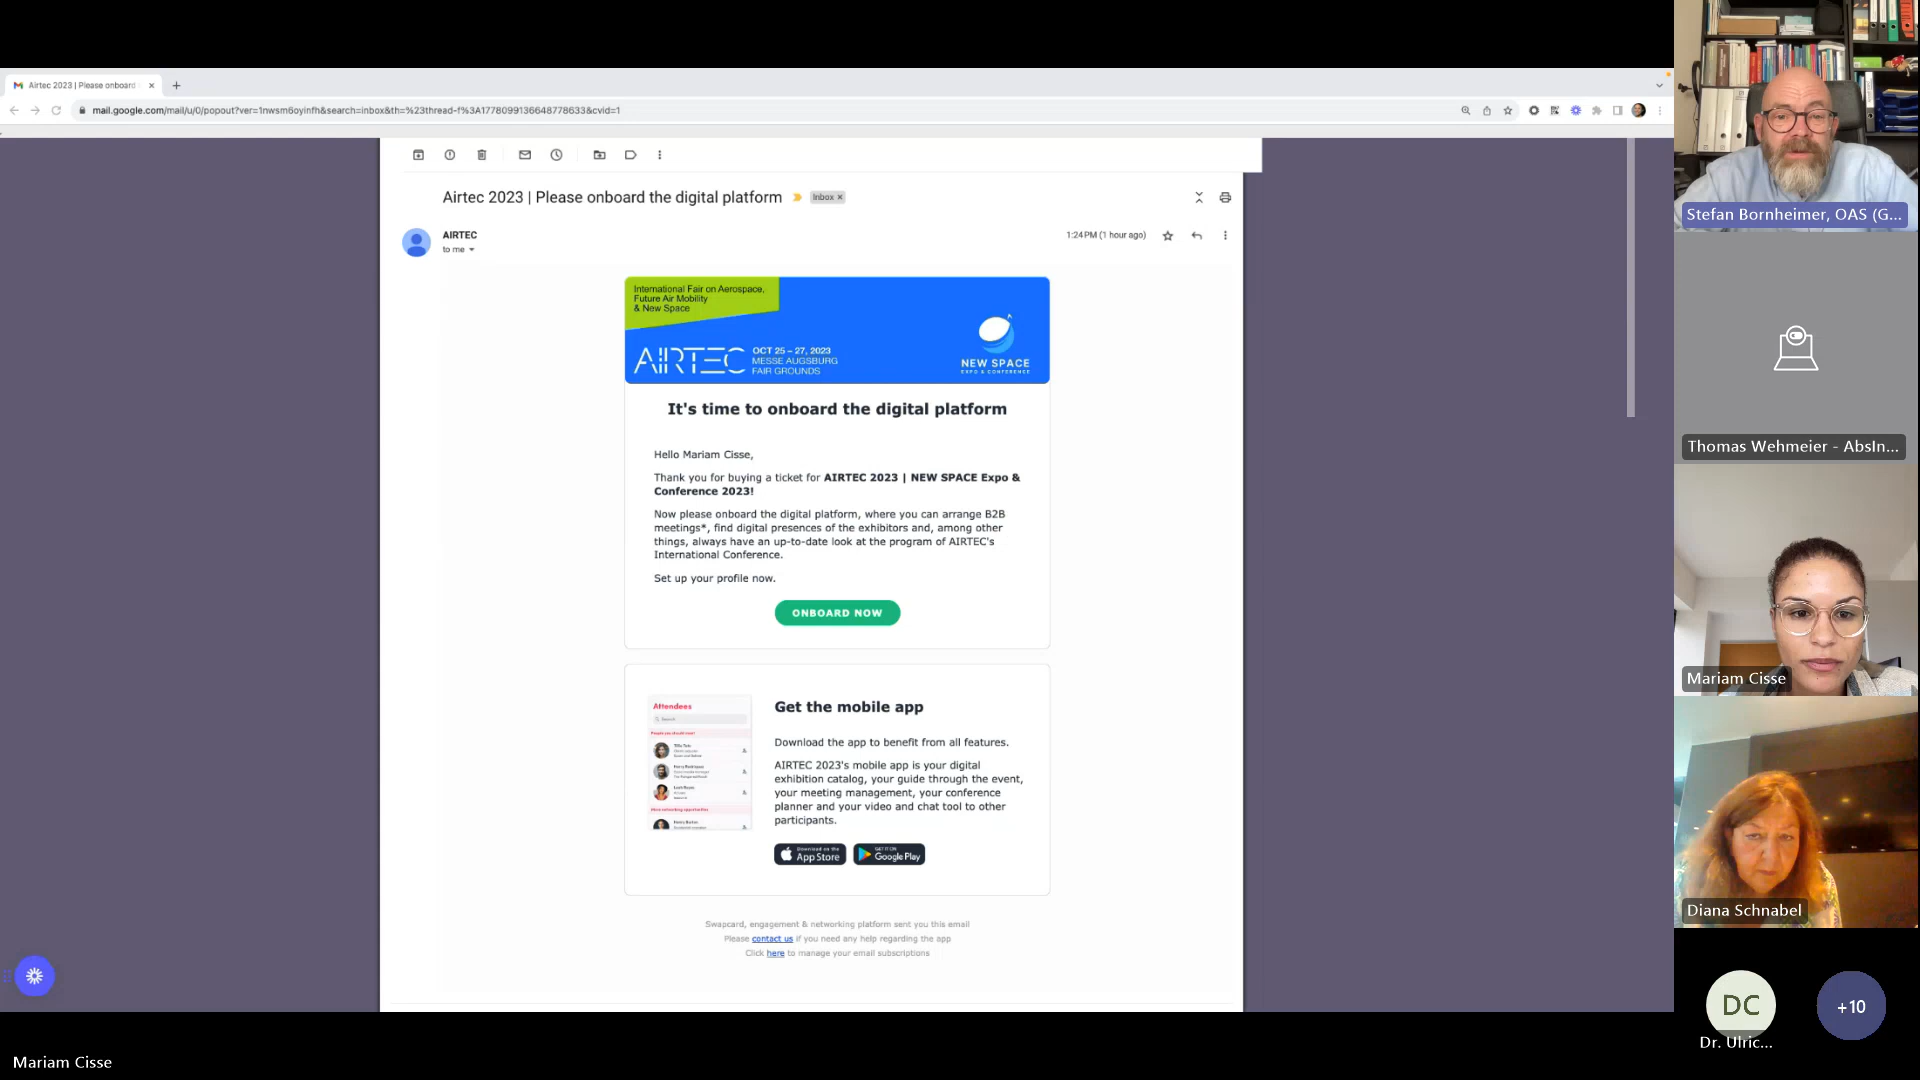 Airtec 2023 | Please onboard
mail.google.com/mail/u/0/popout?ver=1nwsm6oyinfh&search=inbox&th=%23thread-f%3A1778099136648778633&cvid=1
Airtec 2023 | Please onboard the digital platform
Inbox
AIRTEC
to me
1:24 PM (1 hour ago)
International Fair on Aerospace,
Future Air Mobility
& New Space
AIRTEC
OCT 25 – 27, 2023
MESSE AUGSBURG
FAIR GROUNDS
NEW SPACE
EXPO & CONFERENCE
It's time to onboard the digital platform
Hello Mariam Cisse,
Thank you for buying a ticket for AIRTEC 2023 | NEW SPACE Expo &
Conference 2023!
Now please onboard the digital platform, where you can arrange B2B
meetings*, find digital presences of the exhibitors and, among other
things, always have an up-to-date look at the program of AIRTEC's
International Conference.
Set up your profile now.
ONBOARD NOW
Attendees
Search
Get the mobile app
Download the app to benefit from all features.
AIRTEC 2023's mobile app is your digital
exhibition catalog, your guide through the event,
your meeting management, your conference
planner and your video and chat tool to other
participants.
Download on the
App Store
GET IT ON
Google Play
Swapcard, engagement & networking platform sent you this email
Please contact us if you need any help regarding the app
Click here to manage your email subscriptions
Stefan Bornheimer, OAS (G...
Thomas Wehmeier - AbsIn...
Mariam Cisse
Diana Schnabel
DC
+10
Dr. Ulric...
Mariam Cisse